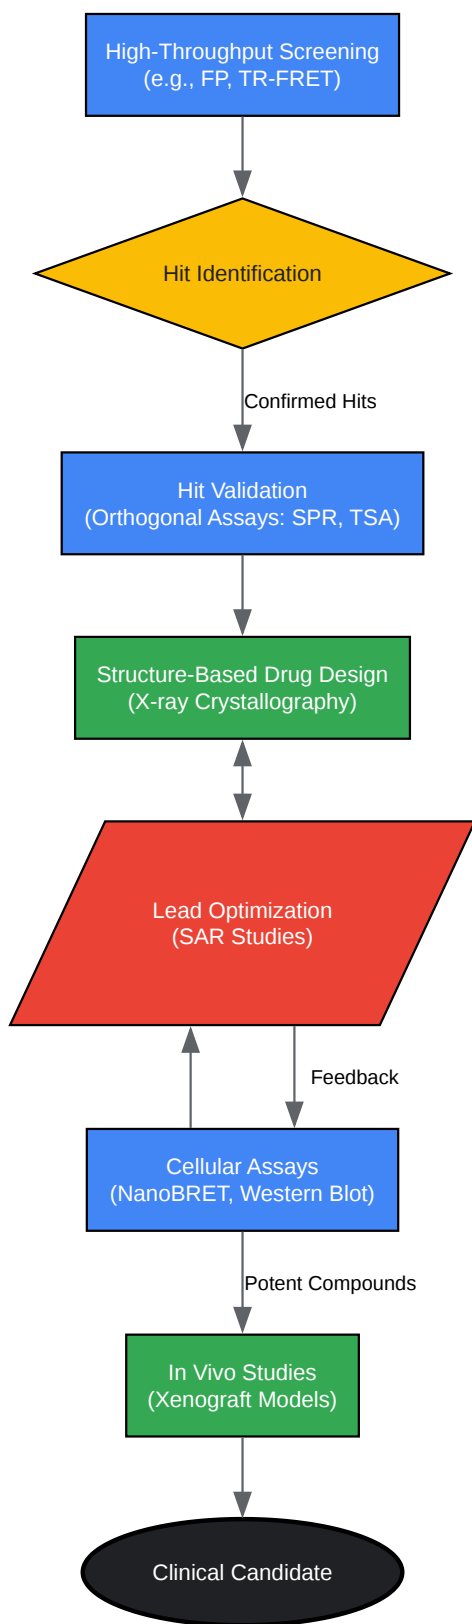 High-Throughput Screening
(e.g., FP, TR-FRET)
Hit Identification
Confirmed Hits
Hit Validation
(Orthogonal Assays: SPR, TSA)
Structure-Based Drug Design
(X-ray Crystallography)
Lead Optimization
(SAR Studies)
Feedback
Cellular Assays
(NanoBRET, Western Blot)
Potent Compounds
In Vivo Studies
(Xenograft Models)
Clinical Candidate